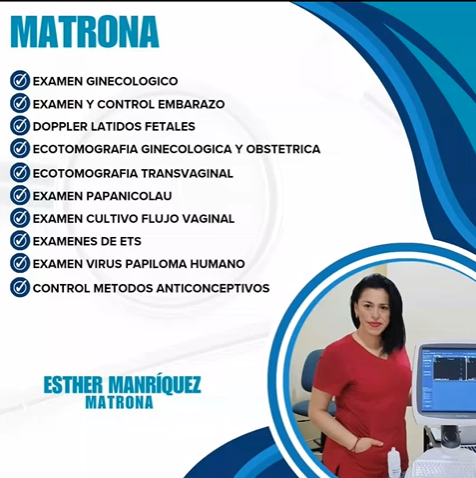 MATRONA
EXAMEN GINECOLOGICO
EXAMEN Y CONTROL EMBARAZO
DOPPLER LATIDOS FETALES
ECOTOMOGRAFIA GINECOLOGICA Y OBSTETRICA
ECOTOMOGRAFIA TRANSVAGINAL
EXAMEN PAPANICOLAU
EXAMEN CULTIVO FLUJO VAGINAL
EXAMENES DE ETS
EXAMEN VIRUS PAPILOMA HUMANO
CONTROL METODOS ANTICONCEPTIVOS
ESTHER MANRÍQUEZ
MATRONA